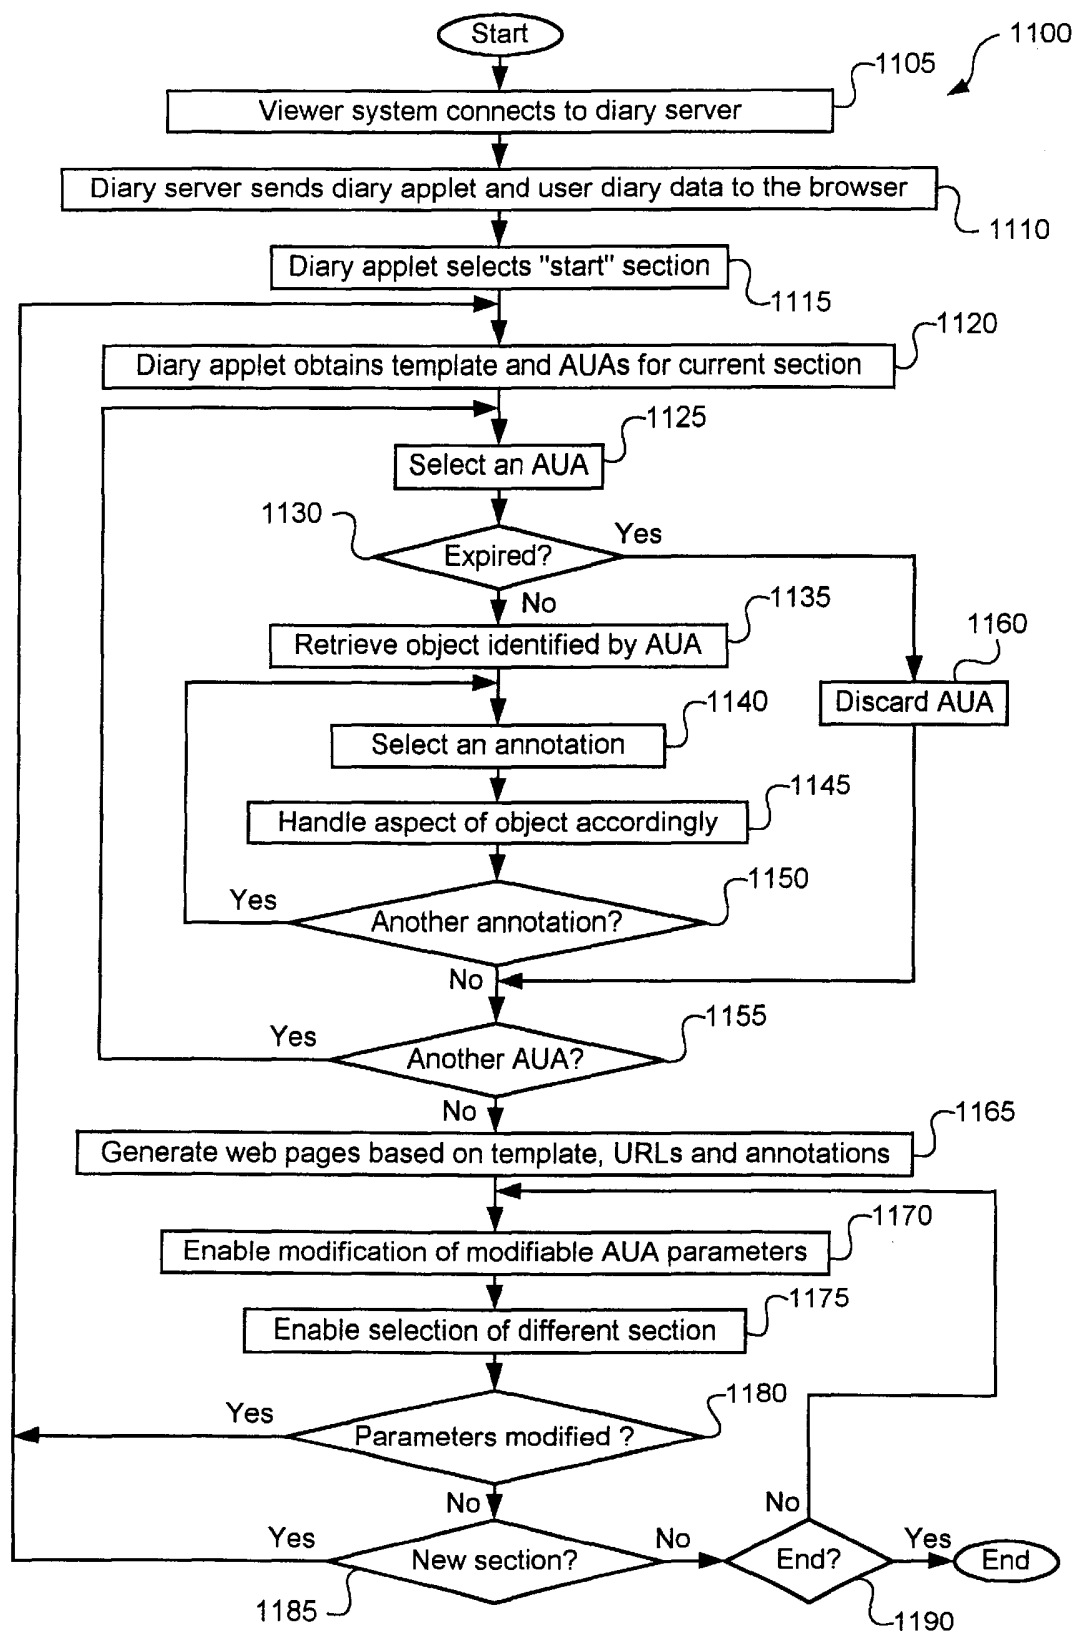 Start
1100
1105
Viewer system connects to diary server
Diary server sends diary applet and user diary data to the browser
1110
Diary applet selects "start" section
1115
1120
Diary applet obtains template and AUAs for current section
1125
Select an AUA
1130
Expired?
Yes
No
1135
Retrieve object identified by AUA
1160
Discard AUA
1140
Select an annotation
1145
Handle aspect of object accordingly
1150
Yes
Another annotation?
No
1155
Yes
Another AUA?
No
1165
Generate web pages based on template, URLs and annotations
1170
Enable modification of modifiable AUA parameters
1175
Enable selection of different section
1180
Yes
Parameters modified ?
No
No
Yes
New section?
No
End?
Yes
End
1185
1190